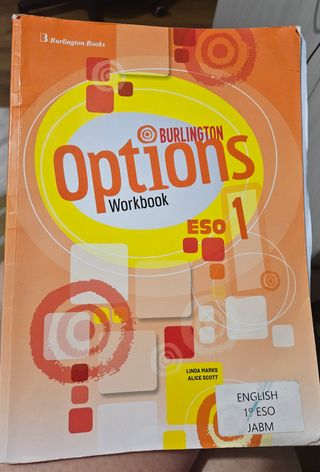 Burlington Books
BURLINGTON
Options
Workbook
ESO 1
LINDA MARKS
ALICE SCOTT
ENGLISH
1º ESO
JABM